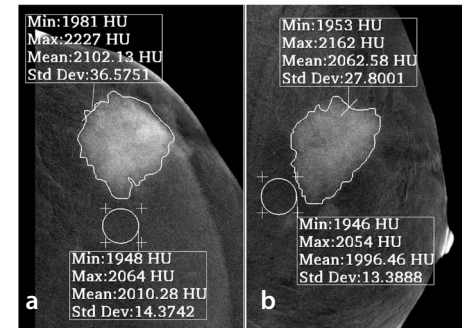 Min:1981 HU
Max:2227 HU
Mean:2102.13 HU
Std Dev:36.5751
Min:1948 HU
Max:2064 HU
Mean:2010.28 HU
Std Dev:14.3742
a
Min:1953 HU
Max:2162 HU
Mean:2062.58 HU
Std Dev:27.8001
Min:1946 HU
Max:2054 HU
Mean:1996.46 HU
Std Dev:13.3888
b